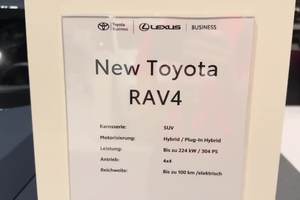 Toyota Business LEXUS BUSINESS
New Toyota
RAV4
Karosserie: SUV
Motorisierung: Hybrid / Plug-In Hybrid
Leistung: Bis zu 224 kW / 304 PS
Antrieb: 4x4
Reichweite: Bis zu 100 km /elektrisch